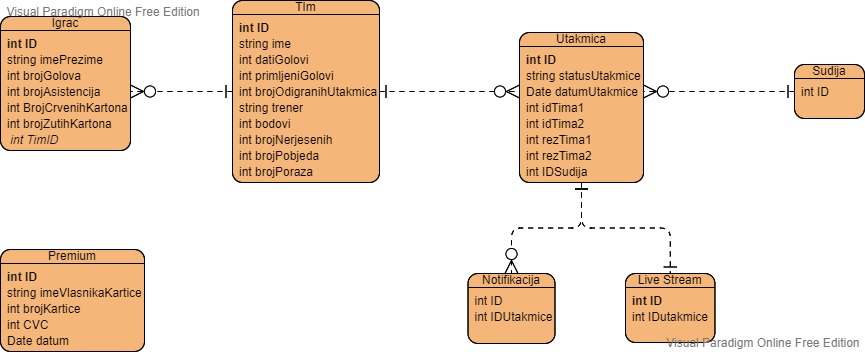 Visual Paradigm Online Free Edition
Igrac
int ID
string imePrezime
int brojGolova
int brojAsistencija
int BrojCrvenihKartona
int brojZutihKartona
int TimID
TIm
int ID
string ime
int datiGolovi
int primljeniGolovi
int brojOdigranihUtakmica
string trener
int bodovi
int brojNerjesenih
int brojPobjeda
int brojPoraza
Utakmica
int ID
string statusUtakmice
Date datumUtakmice
int idTima1
int idTima2
int rezTima1
int rezTima2
int IDSudija
Sudija
int ID
Premium
int ID
string imeVlasnikaKartice
int brojKartice
int CVC
Date datum
Notifikacija
int ID
int IDUtakmice
Live Stream
int ID
int IDutakmice
Visual Paradigm Online Free Edition